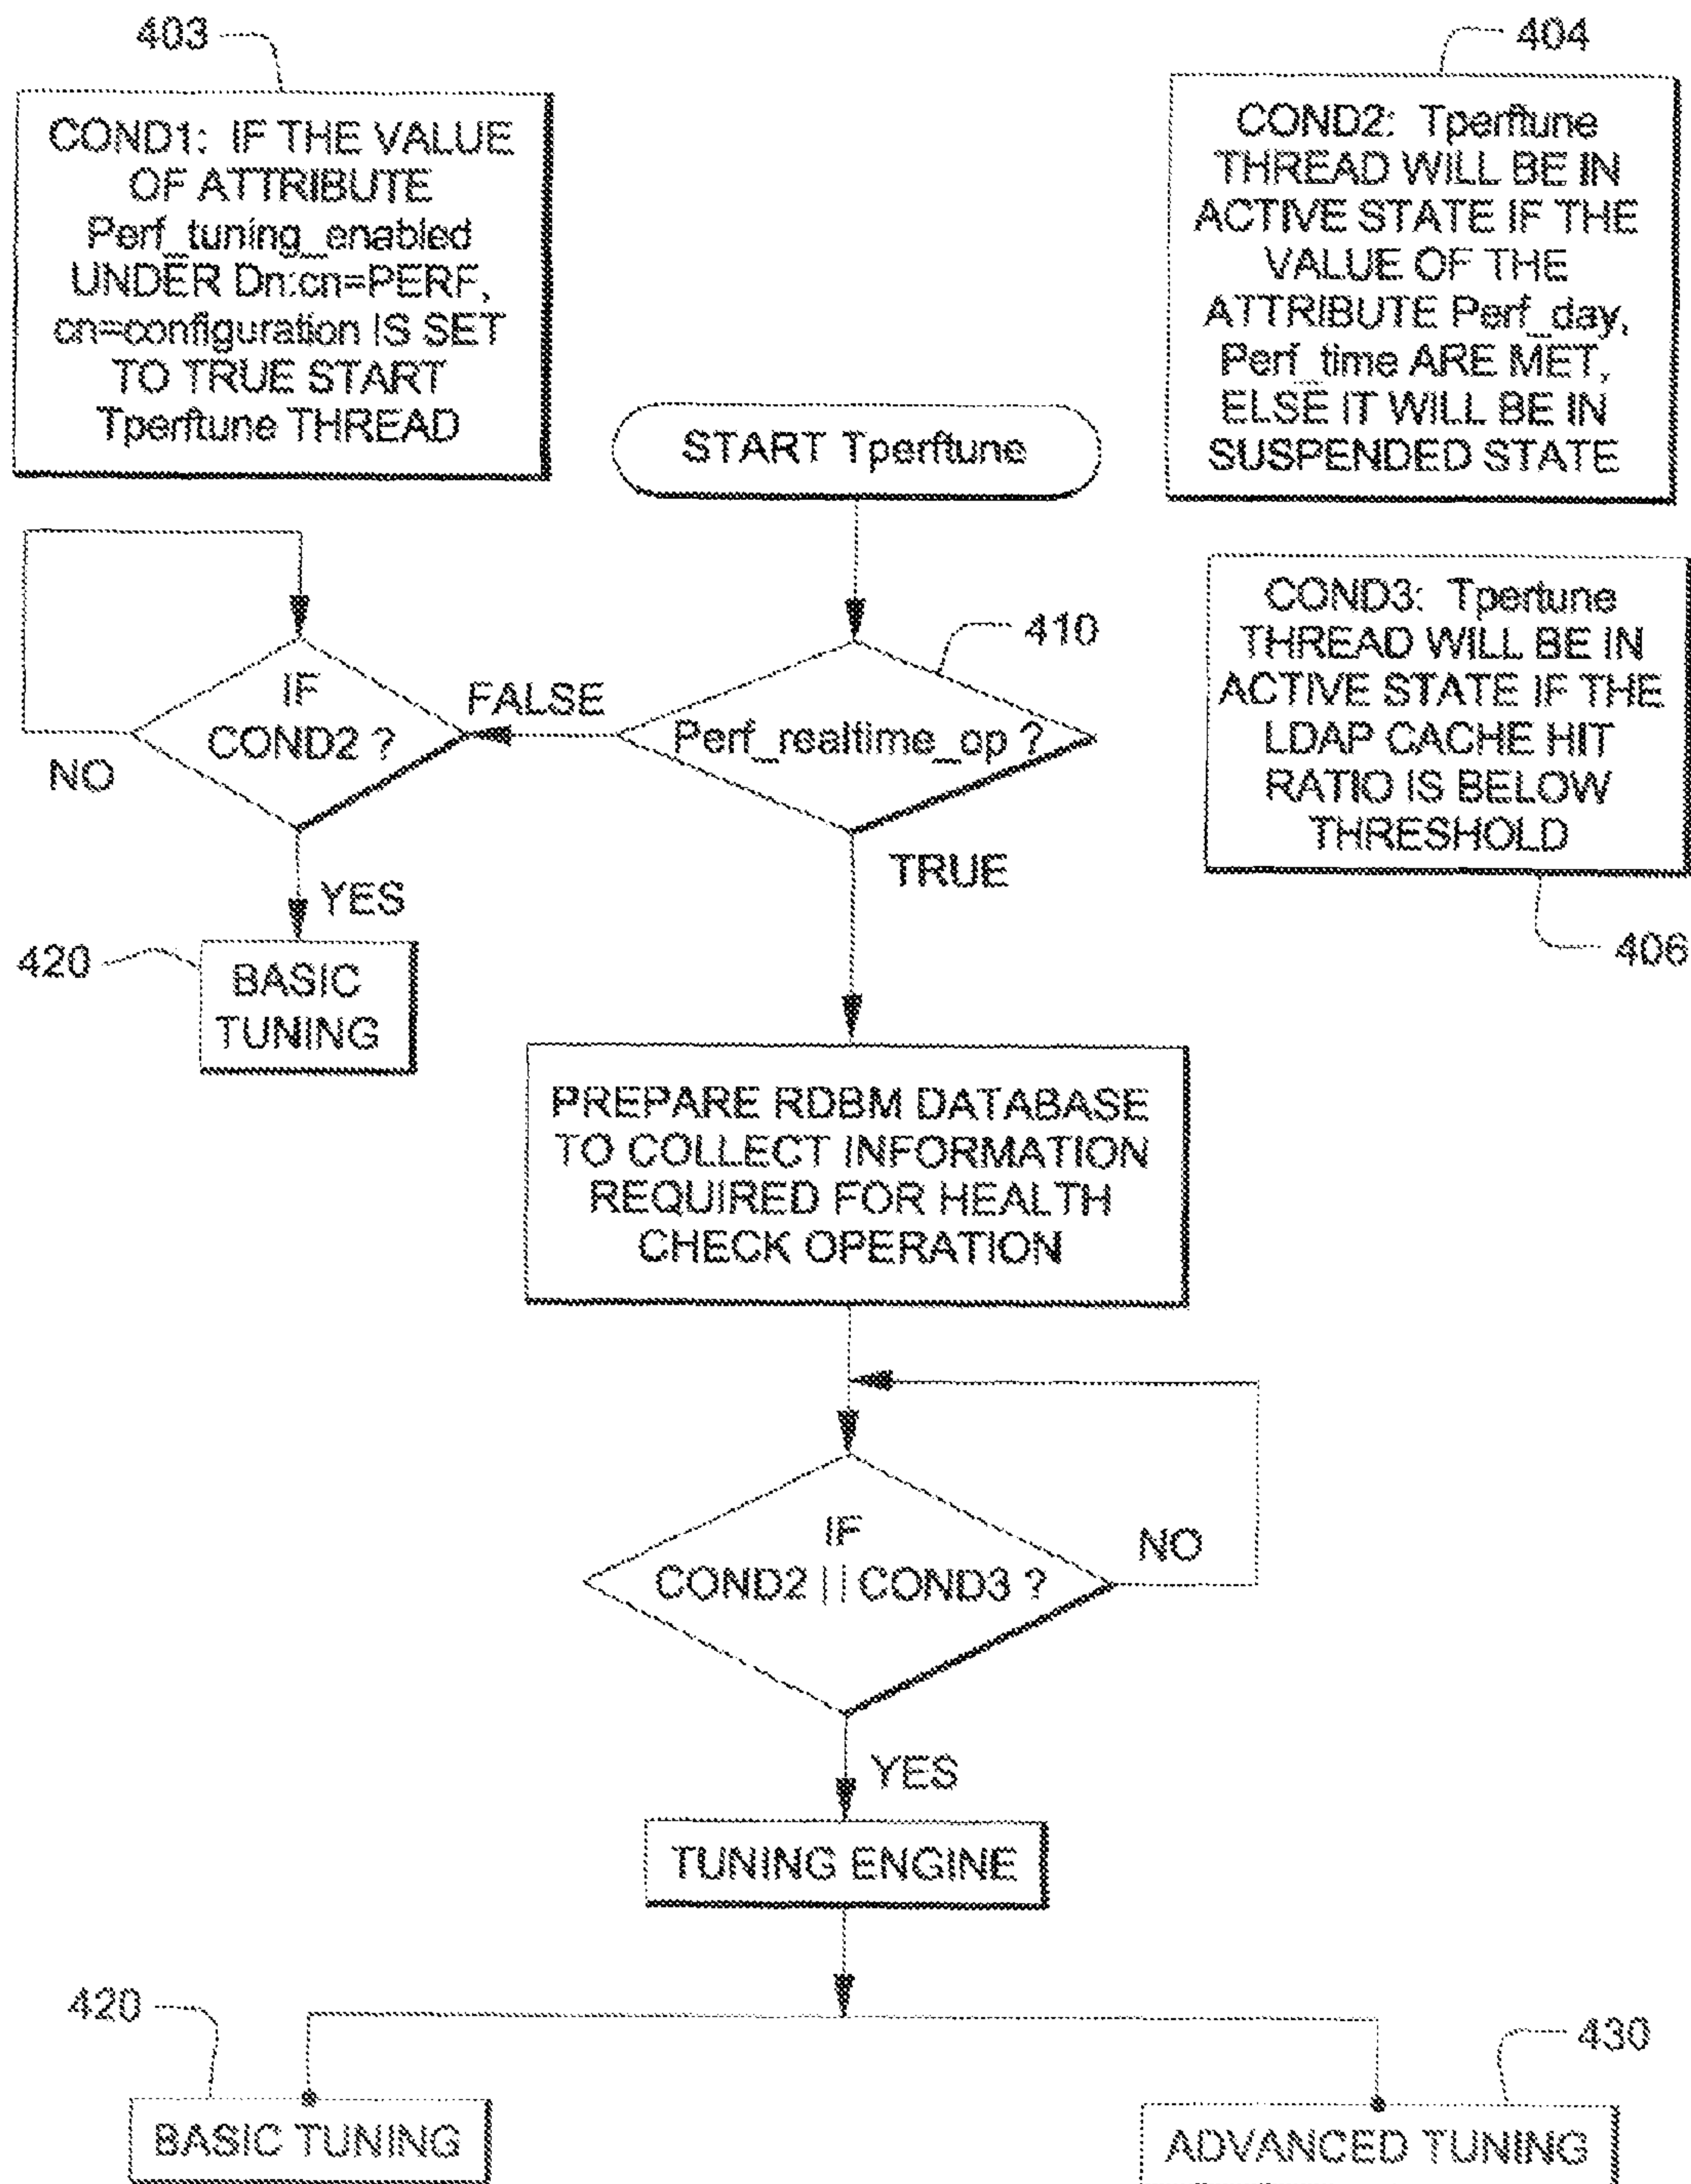 403
COND1: IF THE VALUE
OF ATTRIBUTE
Perf_tuning_enabled
UNDER Dn:cn=PERF,
cn=configuration IS SET
TO TRUE START
Tperftune THREAD
404
COND2: Tperftune
THREAD WILL BE IN
ACTIVE STATE IF THE
VALUE OF THE
ATTRIBUTE Perf_day,
Perf_time ARE MET,
ELSE IT WILL BE IN
SUSPENDED STATE
START Tperftune
COND3: Tpertune
THREAD WILL BE IN
ACTIVE STATE IF THE
LDAP CACHE HIT
RATIO IS BELOW
THRESHOLD
406
410
Perf_realtime_op ?
FALSE
TRUE
IF
COND2 ?
NO
YES
420
BASIC
TUNING
PREPARE RDBM DATABASE
TO COLLECT INFORMATION
REQUIRED FOR HEALTH
CHECK OPERATION
IF
COND2 || COND3 ?
NO
YES
TUNING ENGINE
420
BASIC TUNING
430
ADVANCED TUNING